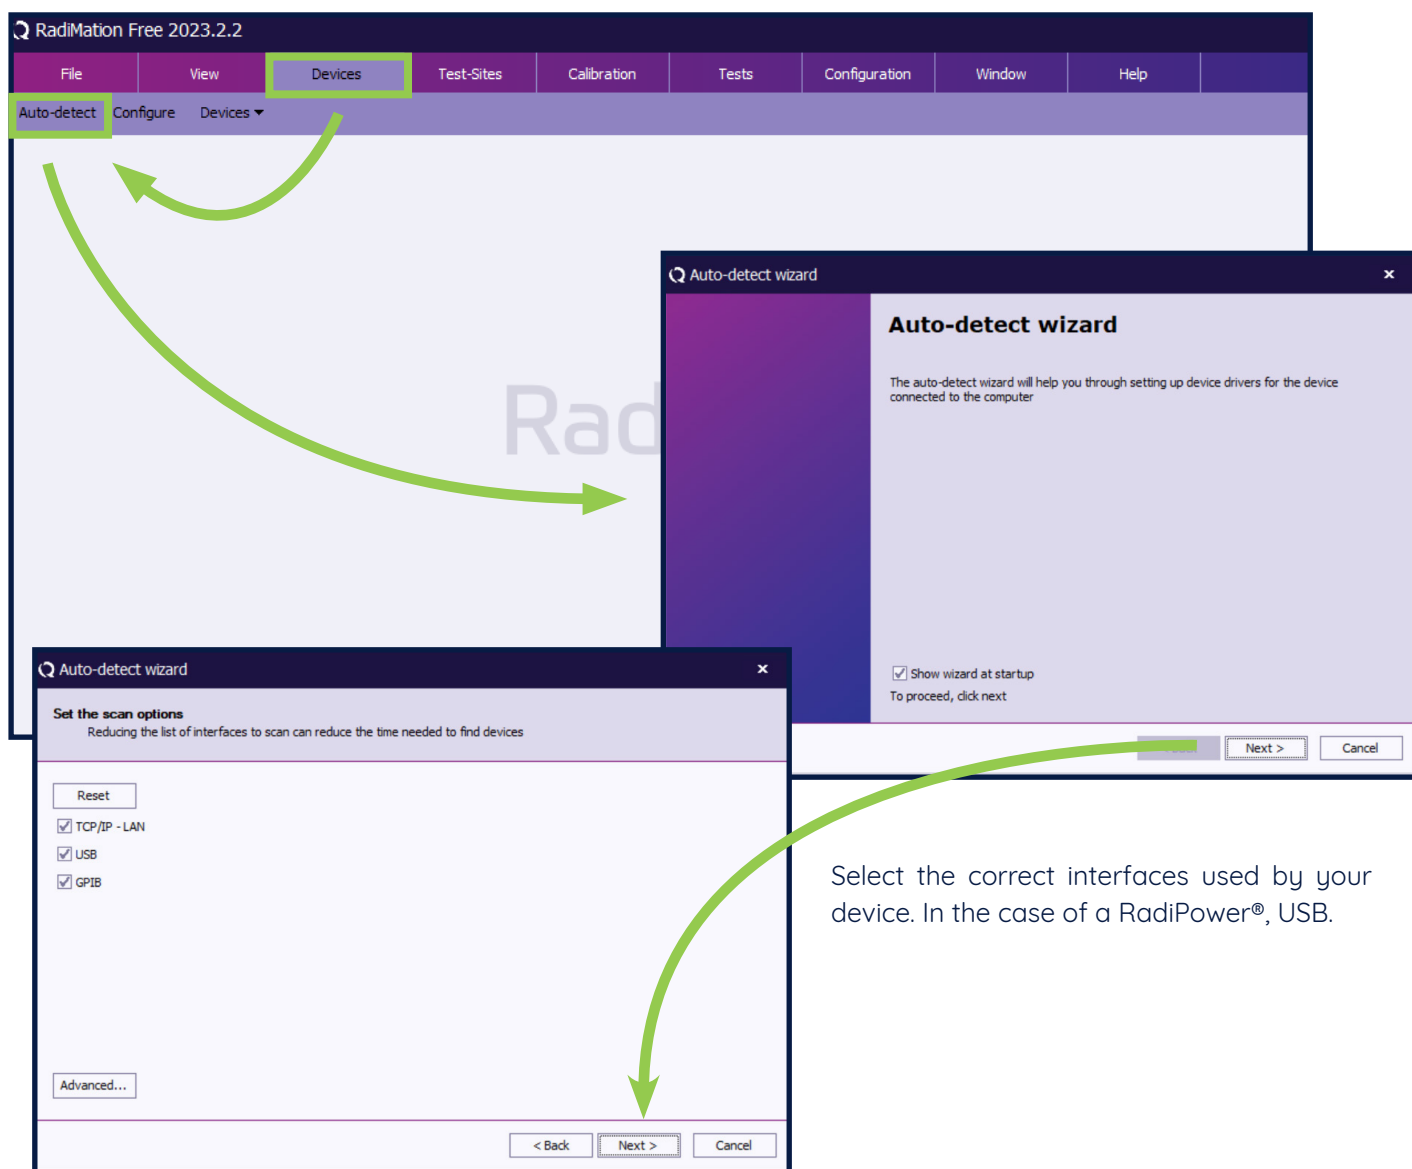 RadiMation Free 2023.2.2
File View Devices Test-Sites Calibration Tests Configuration Window Help
Auto-detect Configure Devices
Rad
Auto-detect wizard
Auto-detect wizard
The auto-detect wizard will help you through setting up device drivers for the device
connected to the computer
Show wizard at startup
To proceed, click next
Next > Cancel
Auto-detect wizard
Set the scan options
Reducing the list of interfaces to scan can reduce the time needed to find devices
Reset
TCP/IP - LAN
USB
GPIB
Advanced...
< Back Next > Cancel
Select the correct interfaces used by your
device. In the case of a RadiPower®, USB.